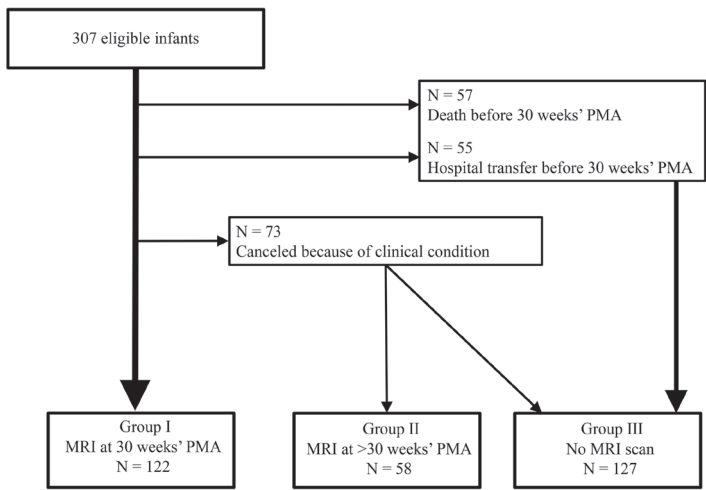 307 eligible infants
N = 57
Death before 30 weeks’ PMA
N = 55
Hospital transfer before 30 weeks’ PMA
N = 73
Canceled because of clinical condition
Group I
MRI at 30 weeks’ PMA
N = 122
Group II
MRI at >30 weeks’ PMA
N = 58
Group III
No MRI scan
N = 127